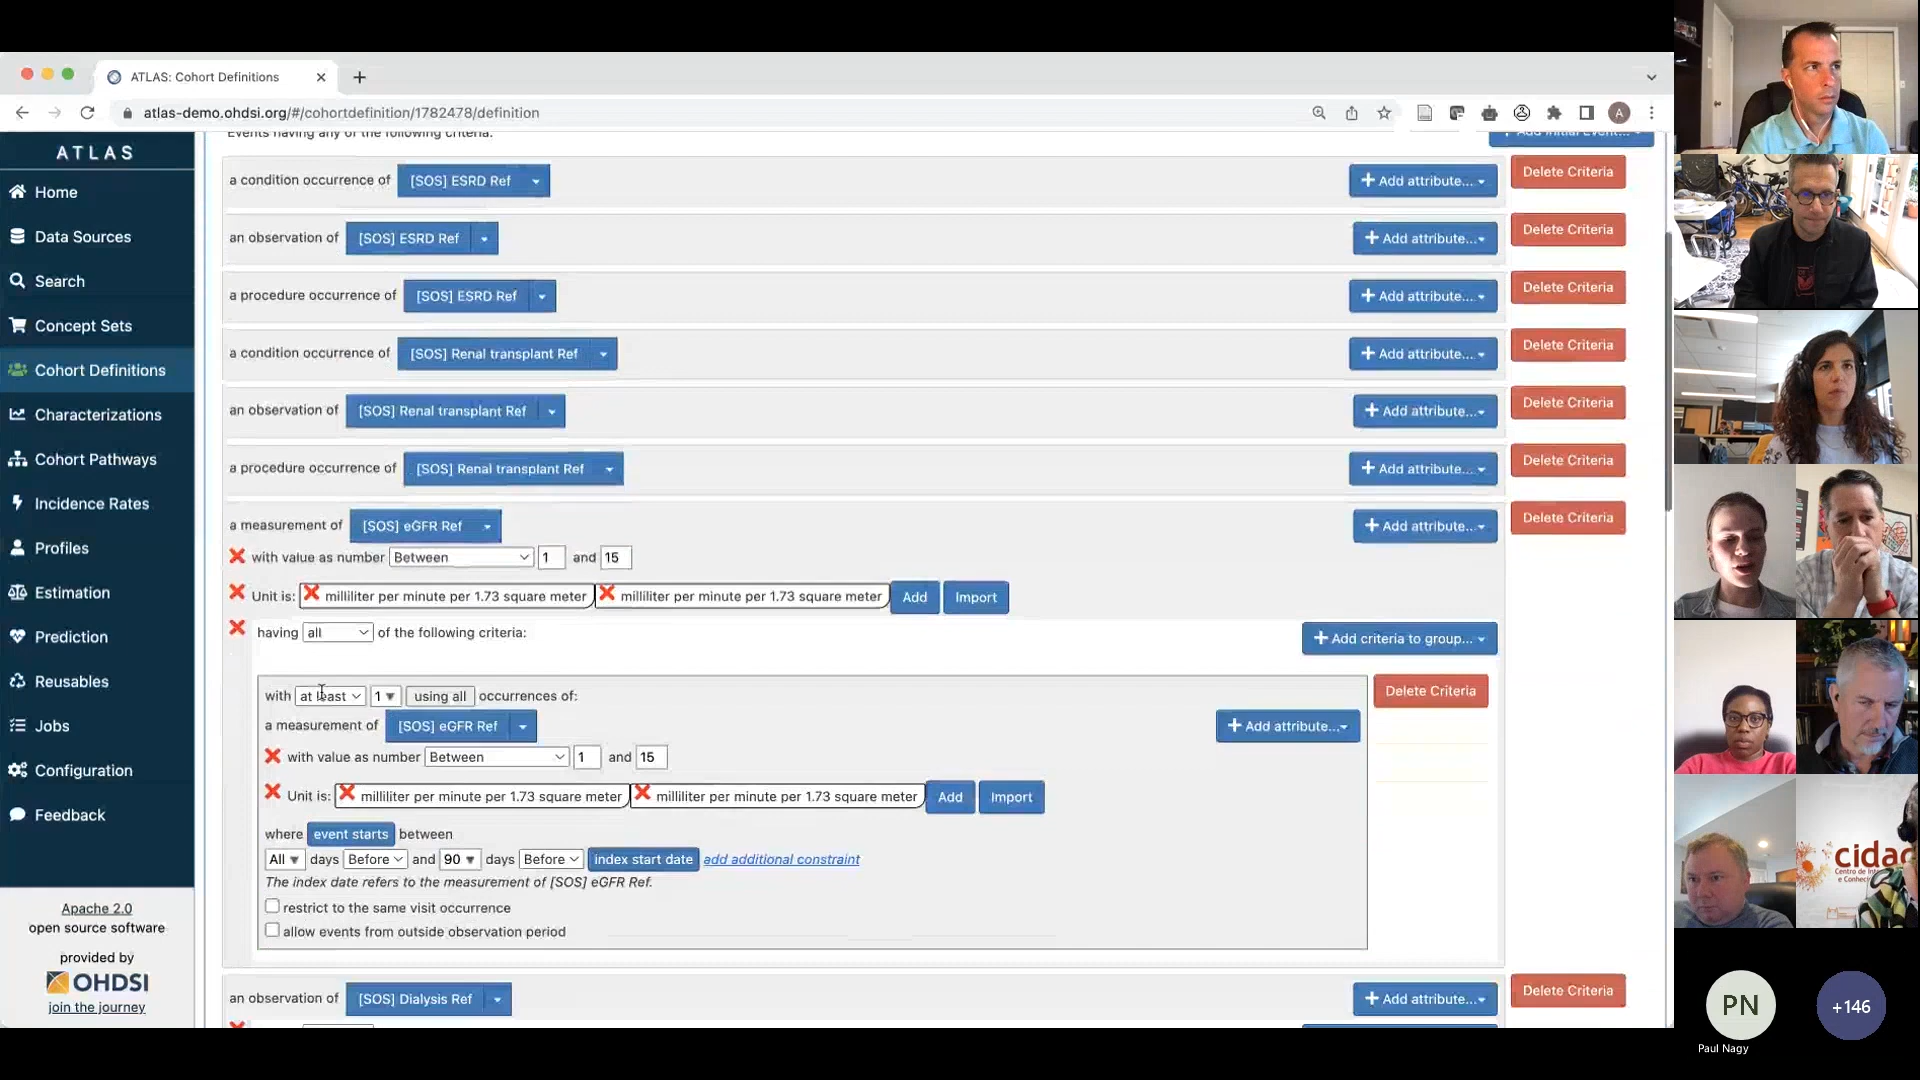 ATLAS: Cohort Definitions
atlas-demo.ohdsi.org/#/cohortdefinition/1782478/definition
A
ATLAS
Home
Data Sources
Search
Concept Sets
Cohort Definitions
Characterizations
Cohort Pathways
Incidence Rates
Profiles
Estimation
Prediction
Reusables
Jobs
Configuration
Feedback
Apache 2.0
open source software
provided by
OHDSI
join the journey
Events having any of the following criteria:
Add Initial Event...
a condition occurrence of [SOS] ESRD Ref Add attribute... Delete Criteria
an observation of [SOS] ESRD Ref Add attribute... Delete Criteria
a procedure occurrence of [SOS] ESRD Ref Add attribute... Delete Criteria
a condition occurrence of [SOS] Renal transplant Ref Add attribute... Delete Criteria
an observation of [SOS] Renal transplant Ref Add attribute... Delete Criteria
a procedure occurrence of [SOS] Renal transplant Ref Add attribute... Delete Criteria
a measurement of [SOS] eGFR Ref Add attribute... Delete Criteria
with value as number Between 1 and 15
Unit is: milliliter per minute per 1.73 square meter milliliter per minute per 1.73 square meter Add Import
having all of the following criteria: Add criteria to group...
with at least 1 using all occurrences of: Delete Criteria
a measurement of [SOS] eGFR Ref Add attribute...
with value as number Between 1 and 15
Unit is: milliliter per minute per 1.73 square meter milliliter per minute per 1.73 square meter Add Import
where event starts between
All days Before and 90 days Before index start date add additional constraint
The index date refers to the measurement of [SOS] eGFR Ref.
restrict to the same visit occurrence
allow events from outside observation period
an observation of [SOS] Dialysis Ref Add attribute... Delete Criteria
PN
Paul Nagy
+146